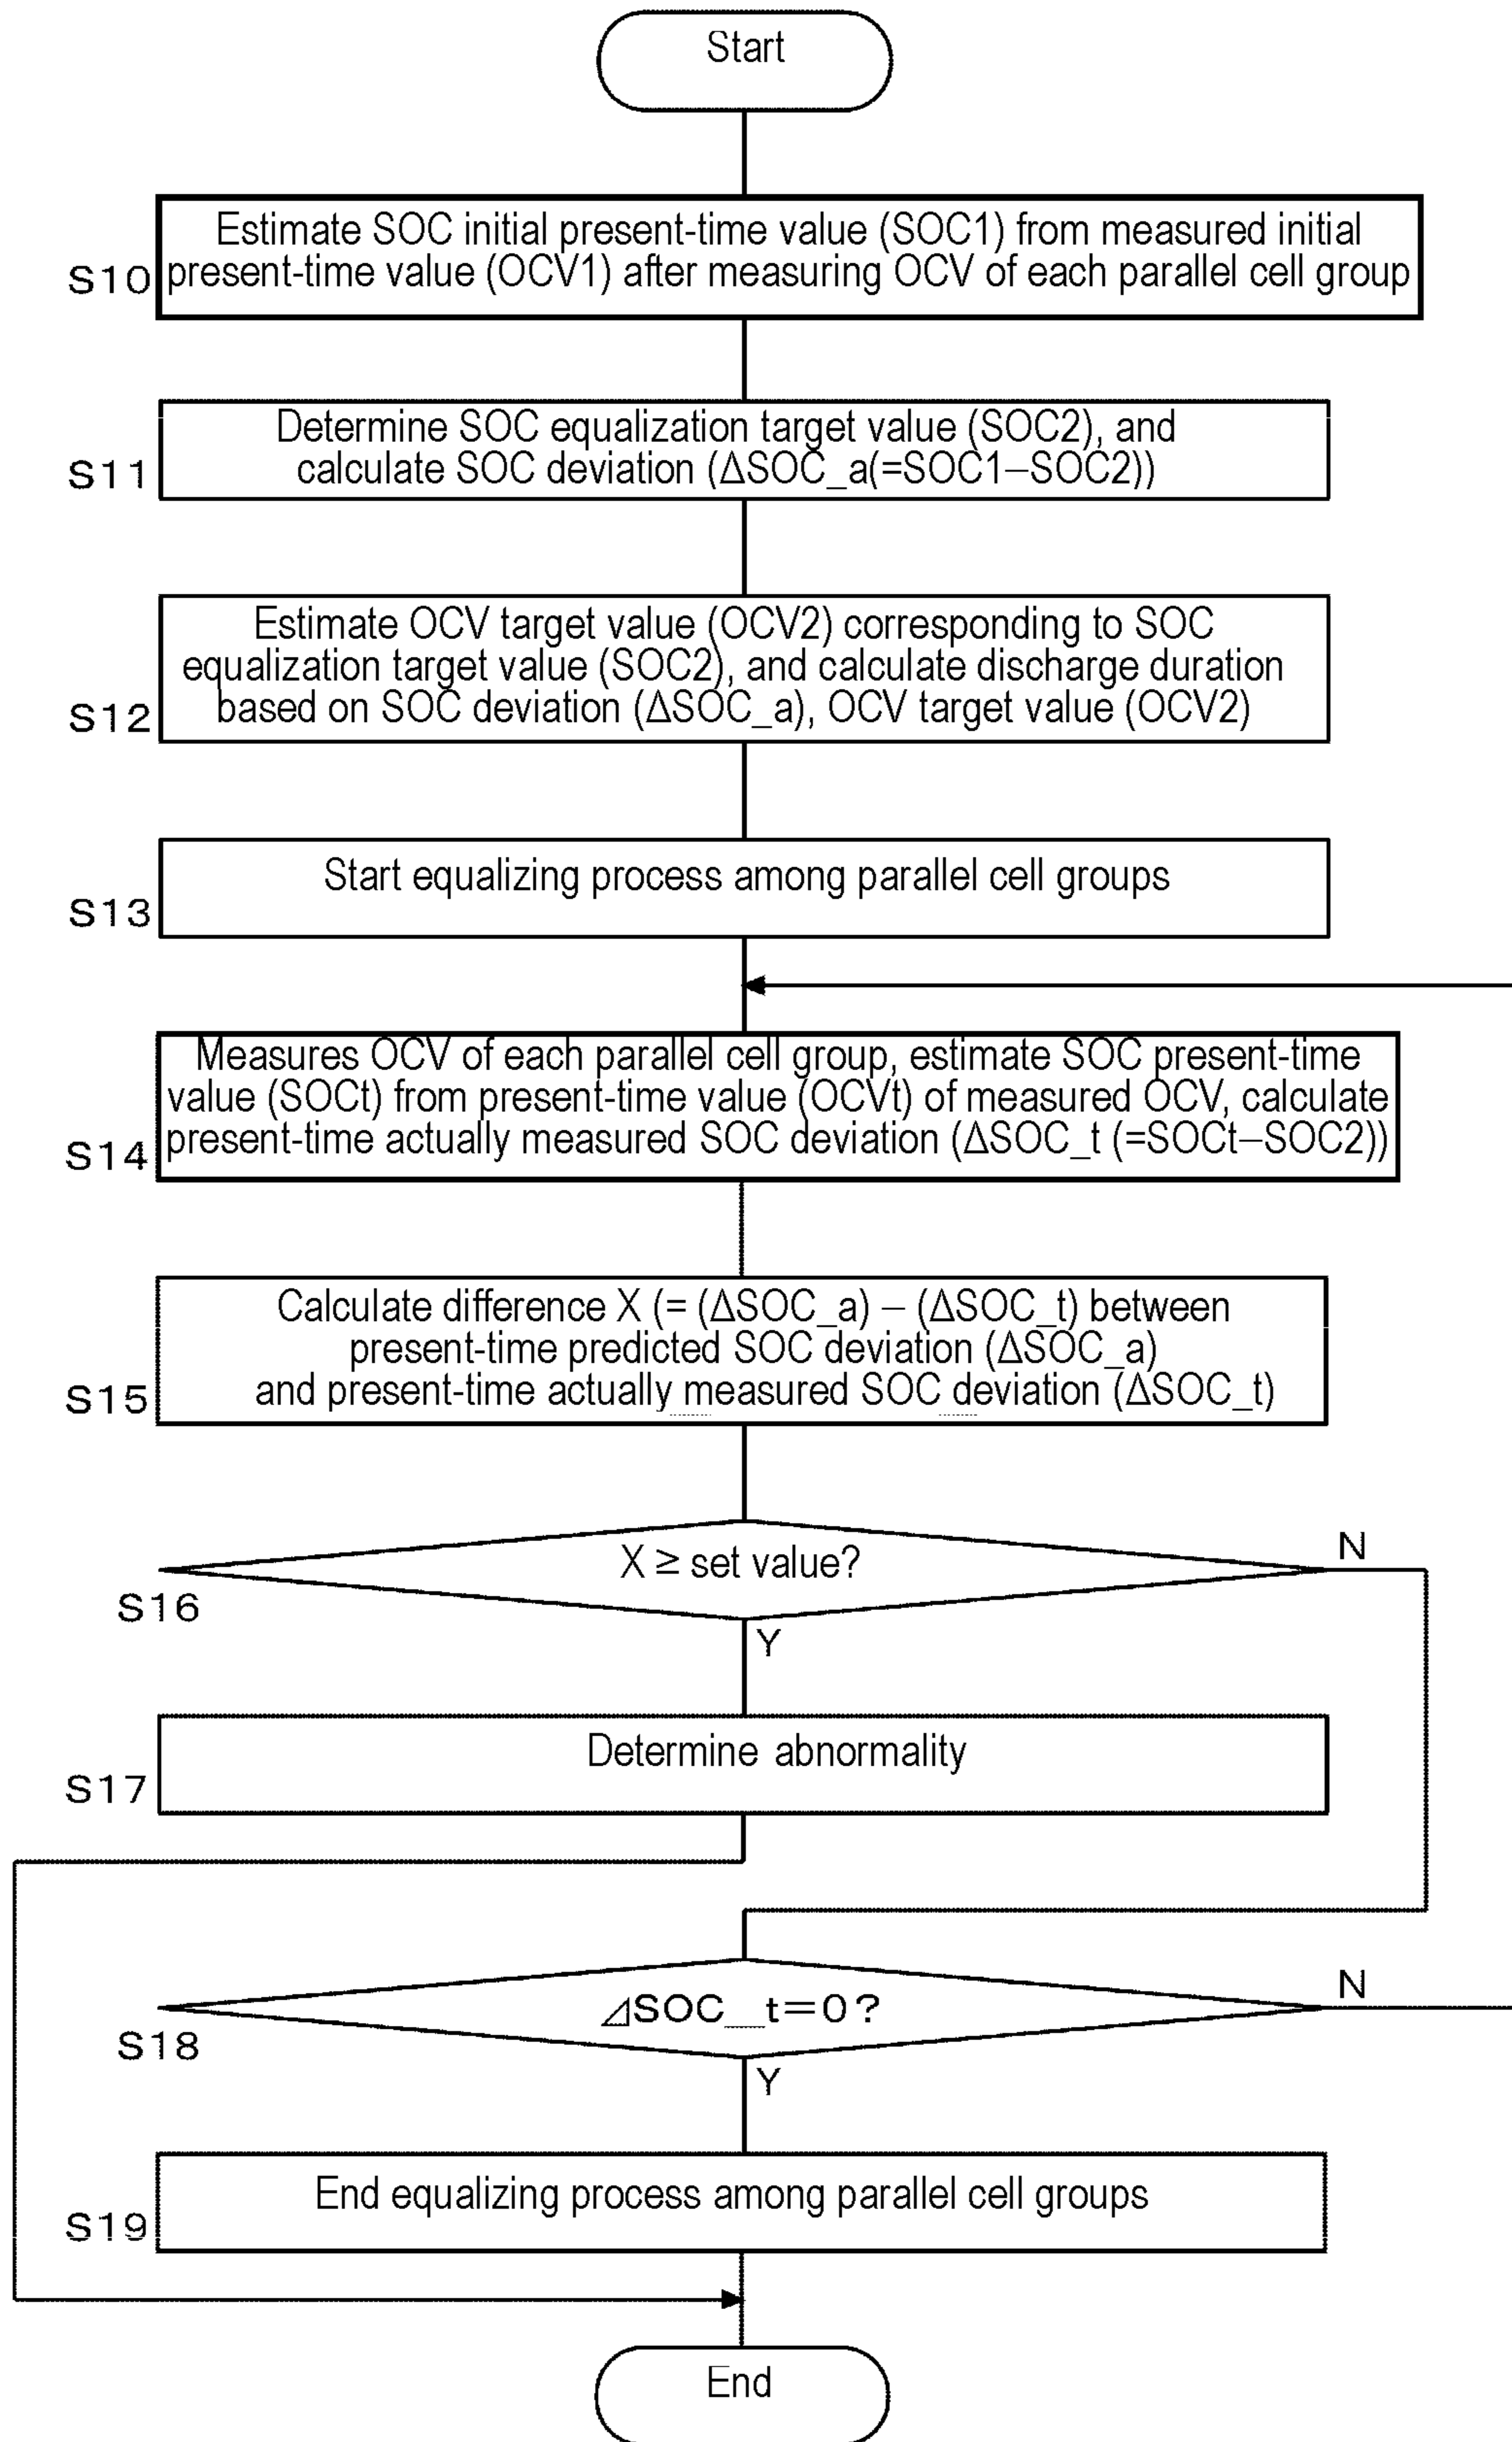 Start
Estimate SOC initial present-time value (SOC1) from measured initial
present-time value (OCV1) after measuring OCV of each parallel cell group
S10
Determine SOC equalization target value (SOC2), and
calculate SOC deviation (ΔSOC_a(=SOC1–SOC2))
S11
Estimate OCV target value (OCV2) corresponding to SOC
equalization target value (SOC2), and calculate discharge duration
based on SOC deviation (ΔSOC_a), OCV target value (OCV2)
S12
Start equalizing process among parallel cell groups
S13
Measures OCV of each parallel cell group, estimate SOC present-time
value (SOCt) from present-time value (OCVt) of measured OCV, calculate
present-time actually measured SOC deviation (ΔSOC_t (=SOCt–SOC2))
S14
Calculate difference X (= (ΔSOC_a) – (ΔSOC_t) between
present-time predicted SOC deviation (ΔSOC_a)
and present-time actually measured SOC deviation (ΔSOC_t)
S15
X ≥ set value?
N
S16
Y
Determine abnormality
S17
⊿SOC_t=0?
N
S18
Y
End equalizing process among parallel cell groups
S19
End